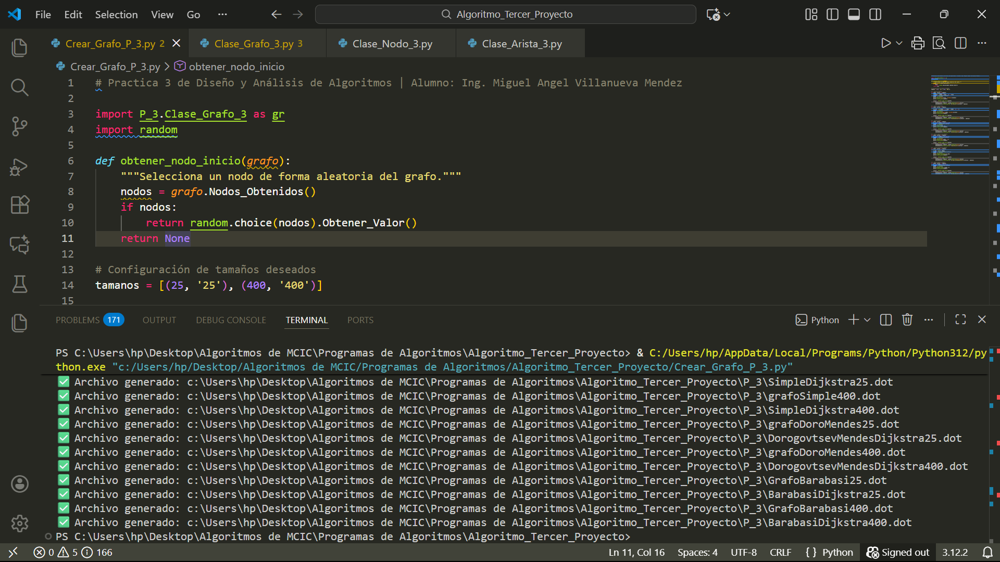 File Edit Selection View Go ··· Algoritmo_Tercer_Proyecto
Crear_Grafo_P_3.py 2 Clase_Grafo_3.py 3 Clase_Nodo_3.py Clase_Arista_3.py
Crear_Grafo_P_3.py > obtener_nodo_inicio
1 # Practica 3 de Diseño y Análisis de Algoritmos | Alumno: Ing. Miguel Angel Villanueva Mendez
2
3 import P_3.Clase_Grafo_3 as gr
4 import random
5
6 def obtener_nodo_inicio(grafo):
7 """Selecciona un nodo de forma aleatoria del grafo."""
8 nodos = grafo.Nodos_Obtenidos()
9 if nodos:
10 return random.choice(nodos).Obtener_Valor()
11 return None
12
13 # Configuración de tamaños deseados
14 tamanos = [(25, '25'), (400, '400')]
15
PROBLEMS 171 OUTPUT DEBUG CONSOLE TERMINAL PORTS Python
PS C:\Users\hp\Desktop\Algoritmos de MCIC\Programas de Algoritmos\Algoritmo_Tercer_Proyecto> & C:/Users/hp/AppData/Local/Programs/Python/Python312/py
thon.exe "c:/Users/hp/Desktop/Algoritmos de MCIC/Programas de Algoritmos/Algoritmo_Tercer_Proyecto/Crear_Grafo_P_3.py"
✅ Archivo generado: c:\Users\hp\Desktop\Algoritmos de MCIC\Programas de Algoritmos\Algoritmo_Tercer_Proyecto\P_3\SimpleDijkstra25.dot
✅ Archivo generado: c:\Users\hp\Desktop\Algoritmos de MCIC\Programas de Algoritmos\Algoritmo_Tercer_Proyecto\P_3\grafoSimple400.dot
✅ Archivo generado: c:\Users\hp\Desktop\Algoritmos de MCIC\Programas de Algoritmos\Algoritmo_Tercer_Proyecto\P_3\SimpleDijkstra400.dot
✅ Archivo generado: c:\Users\hp\Desktop\Algoritmos de MCIC\Programas de Algoritmos\Algoritmo_Tercer_Proyecto\P_3\grafoDoroMendes25.dot
✅ Archivo generado: c:\Users\hp\Desktop\Algoritmos de MCIC\Programas de Algoritmos\Algoritmo_Tercer_Proyecto\P_3\DorogovtsevMendesDijkstra25.dot
✅ Archivo generado: c:\Users\hp\Desktop\Algoritmos de MCIC\Programas de Algoritmos\Algoritmo_Tercer_Proyecto\P_3\grafoDoroMendes400.dot
✅ Archivo generado: c:\Users\hp\Desktop\Algoritmos de MCIC\Programas de Algoritmos\Algoritmo_Tercer_Proyecto\P_3\DorogovtsevMendesDijkstra400.dot
✅ Archivo generado: c:\Users\hp\Desktop\Algoritmos de MCIC\Programas de Algoritmos\Algoritmo_Tercer_Proyecto\P_3\GrafoBarabasi25.dot
✅ Archivo generado: c:\Users\hp\Desktop\Algoritmos de MCIC\Programas de Algoritmos\Algoritmo_Tercer_Proyecto\P_3\BarabasiDijkstra25.dot
✅ Archivo generado: c:\Users\hp\Desktop\Algoritmos de MCIC\Programas de Algoritmos\Algoritmo_Tercer_Proyecto\P_3\GrafoBarabasi400.dot
✅ Archivo generado: c:\Users\hp\Desktop\Algoritmos de MCIC\Programas de Algoritmos\Algoritmo_Tercer_Proyecto\P_3\BarabasiDijkstra400.dot
PS C:\Users\hp\Desktop\Algoritmos de MCIC\Programas de Algoritmos\Algoritmo_Tercer_Proyecto>
0 5 166 Ln 11, Col 16 Spaces: 4 UTF-8 CRLF { } Python Signed out 3.12.2